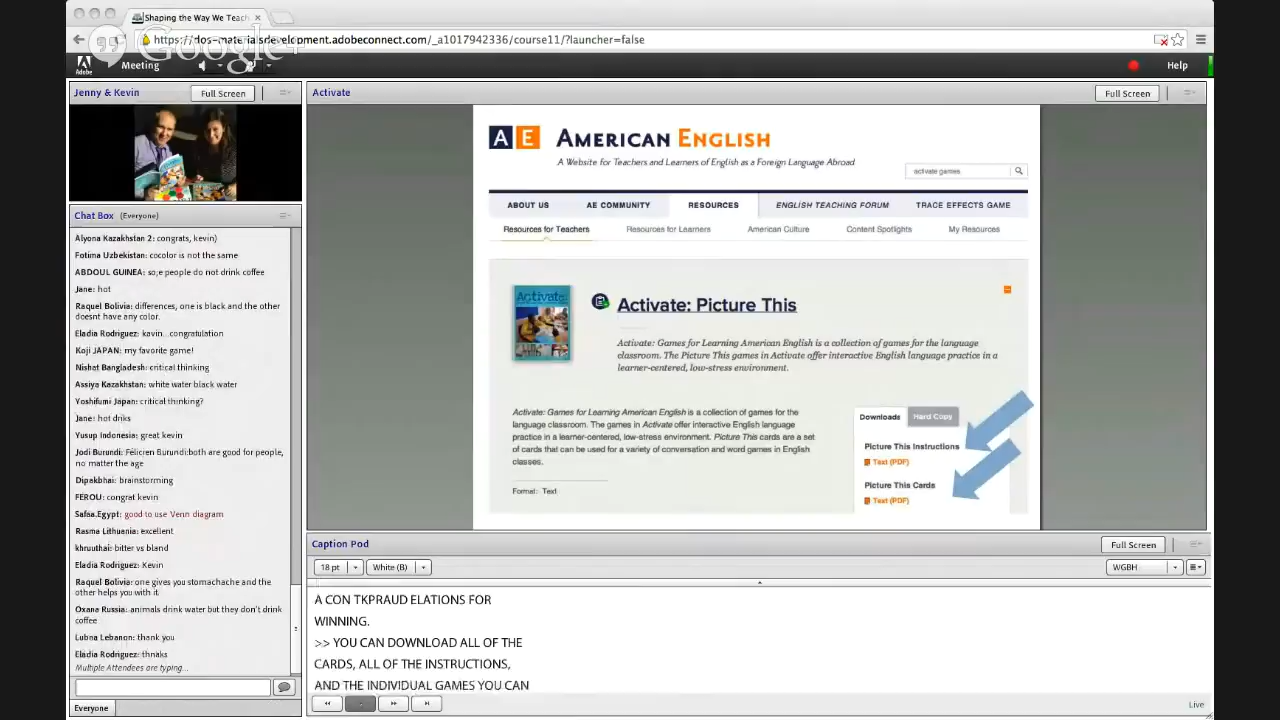 Shaping the Way We Teach
https://dos-materialsdevelopment.adobeconnect.com/_a1017942336/course11/?launcher=false
Google+
Adobe
Meeting
Help
Jenny & Kevin
Full Screen
Activate
Full Screen
Chat Box (Everyone)
Alyona Kazakhstan 2: congrats, kevin)
Fotina Uzbekistan: cocolor is not the same
ABDOUL GUINEA: so;e people do not drink coffee
Jane: hot
Raquel Bolivia: differences, one is black and the other
doesnt have any color.
Eladia Rodriguez: kavin...congratulation
Koji JAPAN: my favorite game!
Nishat Bangladesh: critical thinking
Assiya Kazakhstan: white water black water
Yoshifumi Japan: critical thinking?
Jane: hot driks
Yusup Indonesia: great kevin
Jodi Burundi: Félicren Burundi:both are good for people,
no matter the age
Dipakbhai: brainstorming
FEROU: congrat kevin
Safaa.Egypt: good to use 'Venn diagram
Rasma Lithuania: excellent
khruuthai: bitter vs bland
Eladia Rodriguez: Kevin
Raquel Bolivia: one gives you stomachache and the
other helps you with it.
Oxana Russia: animals drink water but they don't drink
coffee
Lubna Lebanon: thank you
Eladia Rodriguez: thnaks
Multiple Attendees are typing...
Everyone
AE AMERICAN ENGLISH
A Website for Teachers and Learners of English as a Foreign Language Abroad
activate games
ABOUT US AE COMMUNITY RESOURCES ENGLISH TEACHING FORUM TRACE EFFECTS GAME
Resources for Teachers Resources for Learners American Culture Content Spotlights My Resources
Activate:
Activate: Picture This
Activate: Games for Learning American English is a collection of games for the language
classroom. The Picture This games in Activate offer interactive English language practice in a
learner-centered, low-stress environment.
Activate: Games for Learning American English is a collection of games for the
language classroom. The games in Activate offer interactive English language
practice in a learner-centered, low-stress environment. Picture This cards are a set
of cards that can be used for a variety of conversation and word games in English
classes.
Format: Text
Downloads Hard Copy
Picture This Instructions
Text (PDF)
Picture This Cards
Text (PDF)
Caption Pod
Full Screen
18 pt White (B) WGBH
A CON TKPRAUD ELATIONS FOR
WINNING.
>> YOU CAN DOWNLOAD ALL OF THE
CARDS, ALL OF THE INSTRUCTIONS,
AND THE INDIVIDUAL GAMES YOU CAN
Live